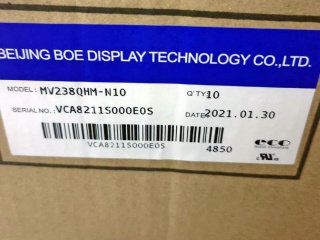 BEIJING BOE DISPLAY TECHNOLOGY CO.,LTD.
MODEL: MV238QHM-N10 Q'TY 10
SERIAL NO.: VCA8211S000E0S DATE 2021.01.30
VCA8211S000E0S
4850
eco